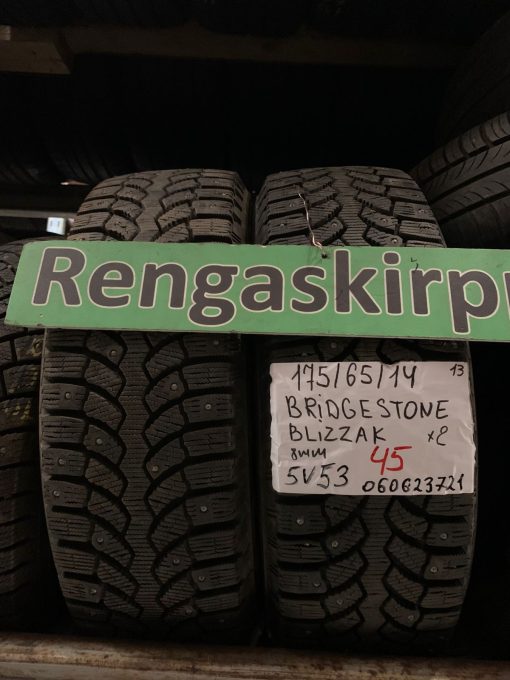 Rengaskirp
175/65/14 13
BRIDGESTONE
BLIZZAK x2
8mm 45
5V53 060623721